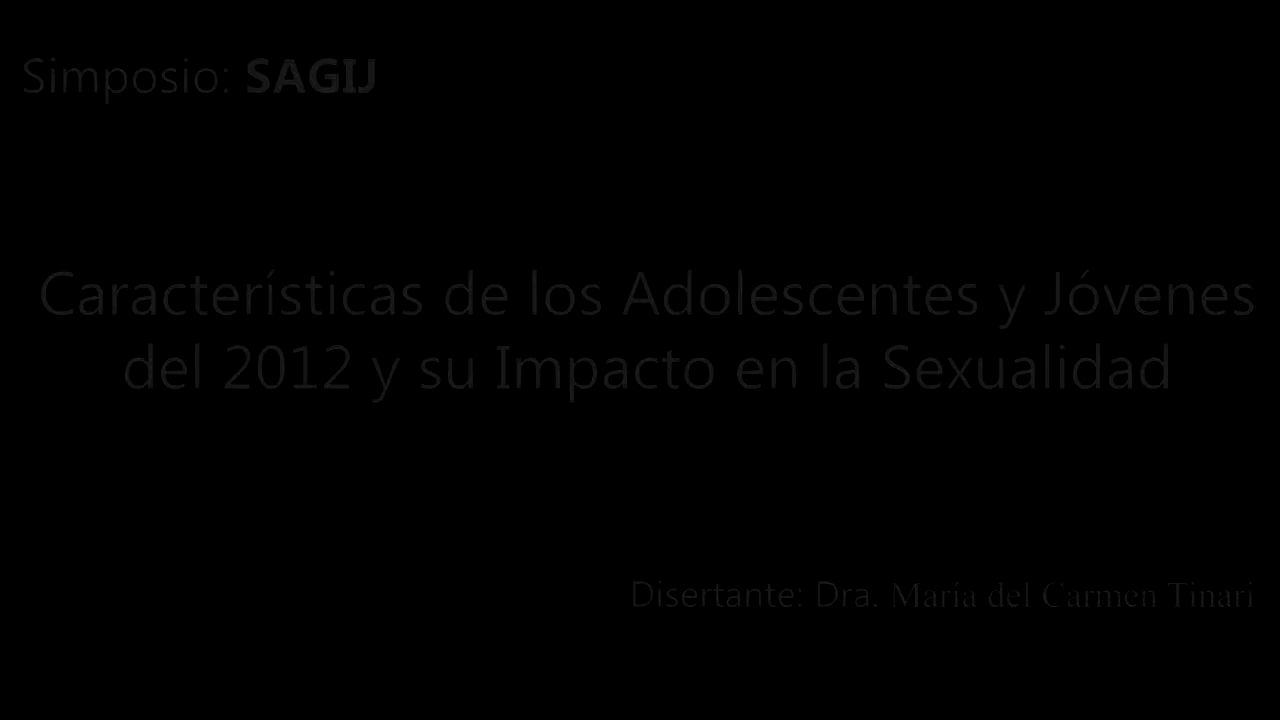 Simposio: SAGIJ
Características de los Adolescentes y Jóvenes
del 2012 y su Impacto en la Sexualidad
Disertante: Dra. María del Carmen Tinari